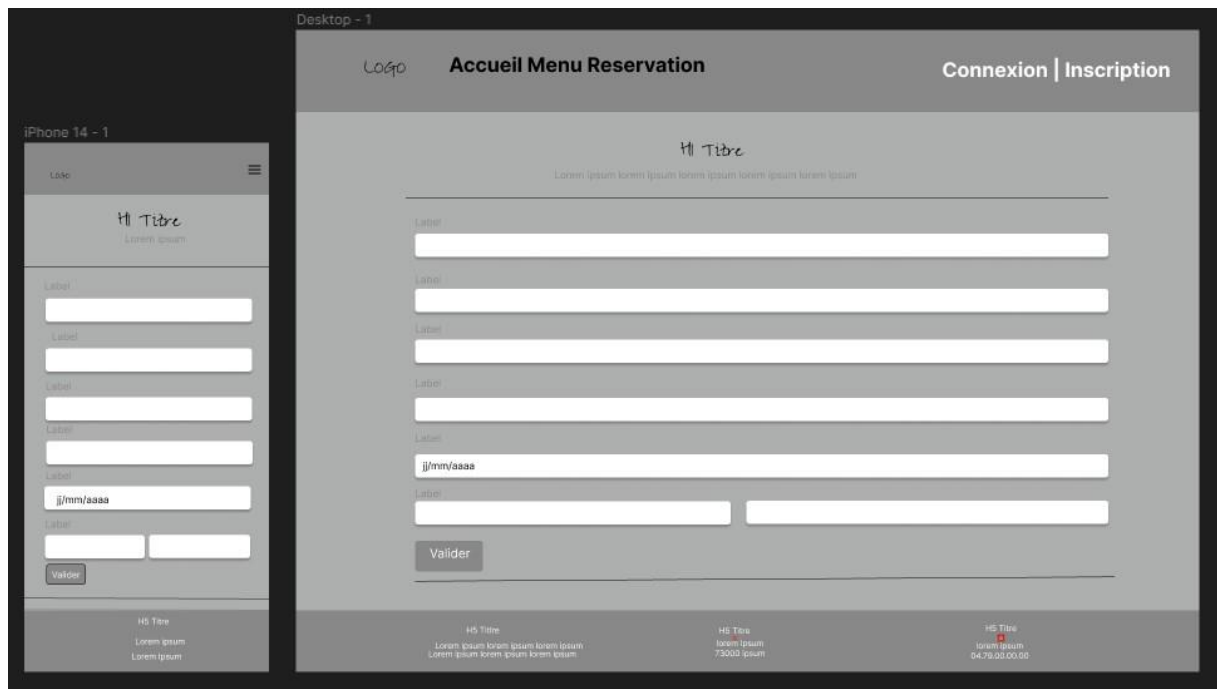 Desktop - 1
LOGO
Accueil Menu Reservation
Connexion | Inscription
H1 Titre
Lorem ipsum lorem ipsum lorem ipsum lorem ipsum lorem ipsum
Label
Label
Label
Label
Label
jj/mm/aaaa
Label
Valider
H5 Titlre
Lorem ipsum lorem ipsum lorem ipsum
Lorem ipsum lorem ipsum lorem ipsum
H5 Titre
lorem ipsum
73000 ipsum
H5 Titre
lorem ipsum
04.79.00.00.00
iPhone 14 - 1
Logo
H1 Titre
Lorem ipsum
Label
Label
Label
Label
Label
jj/mm/aaaa
Label
Valider
H5 Titre
Lorem ipsum
Lorem ipsum